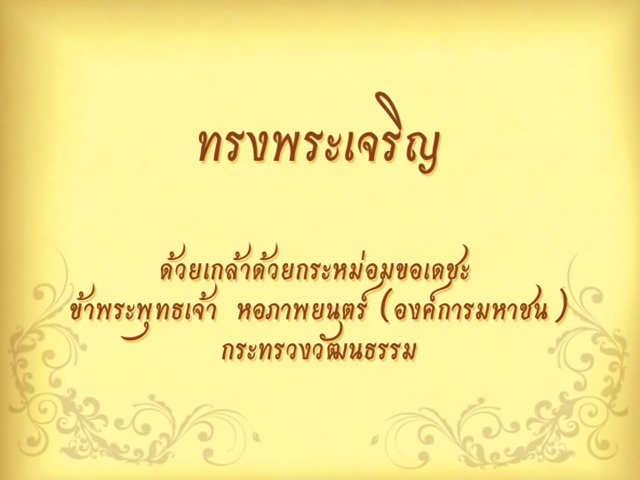 ทรงพระเจริญ
ด้วยเกล้าด้วยกระหม่อมขอเดชะ
ข้าพระพุทธเจ้า หอภาพยนตร์ (องค์การมหาชน )
กระทรวงวัฒนธรรม